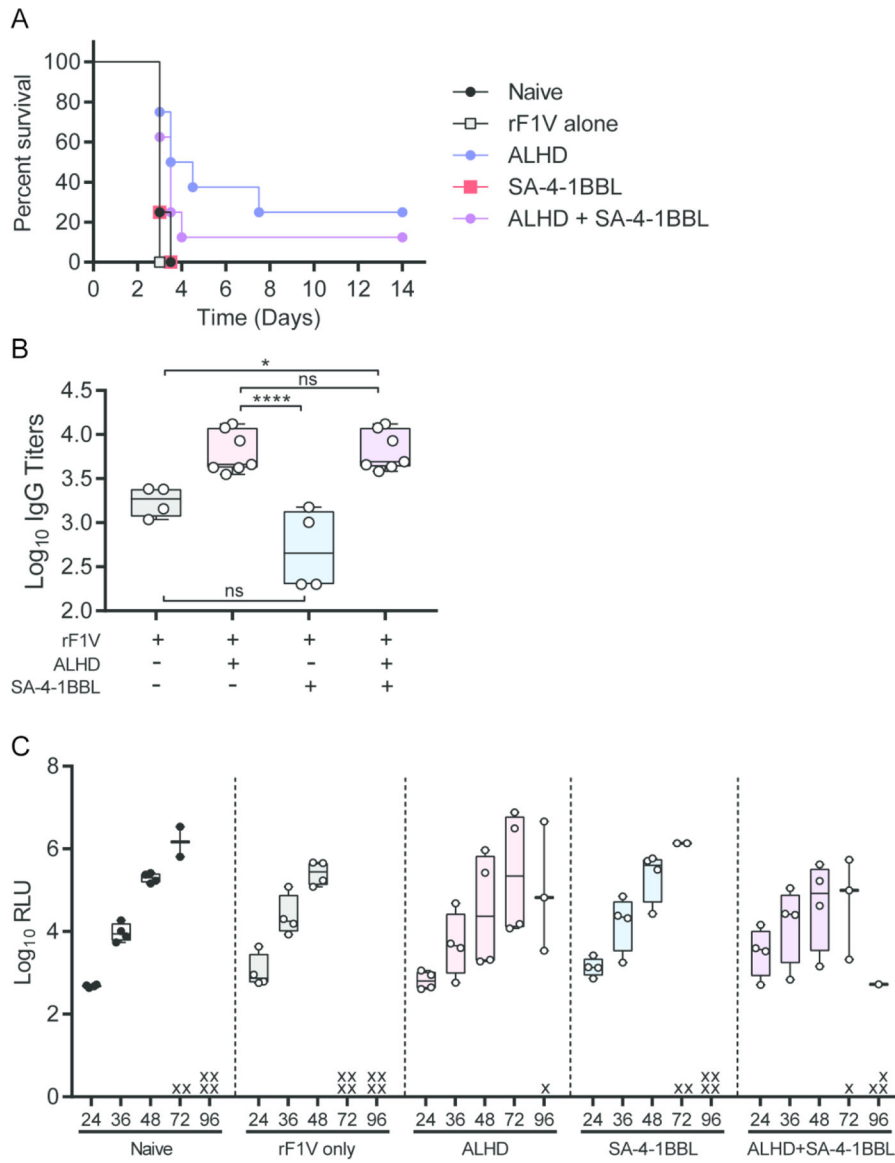 A
Percent survival
100
80
60
40
20
0
0 2 4 6 8 10 12 14
Time (Days)
Naive
rF1V alone
ALHD
SA-4-1BBL
ALHD + SA-4-1BBL
B
Log10 IgG Titers
4.5
4.0
3.5
3.0
2.5
2.0
*
ns
****
ns
rF1V + + + +
ALHD - + - +
SA-4-1BBL - - + +
C
Log10 RLU
8
6
4
2
0
XX XX XX XX X XX XX XX X X XX
XX XX XX
24 36 48 72 96 24 36 48 72 96 24 36 48 72 96 24 36 48 72 96 24 36 48 72 96
Naive rF1V only ALHD SA-4-1BBL ALHD+SA-4-1BBL